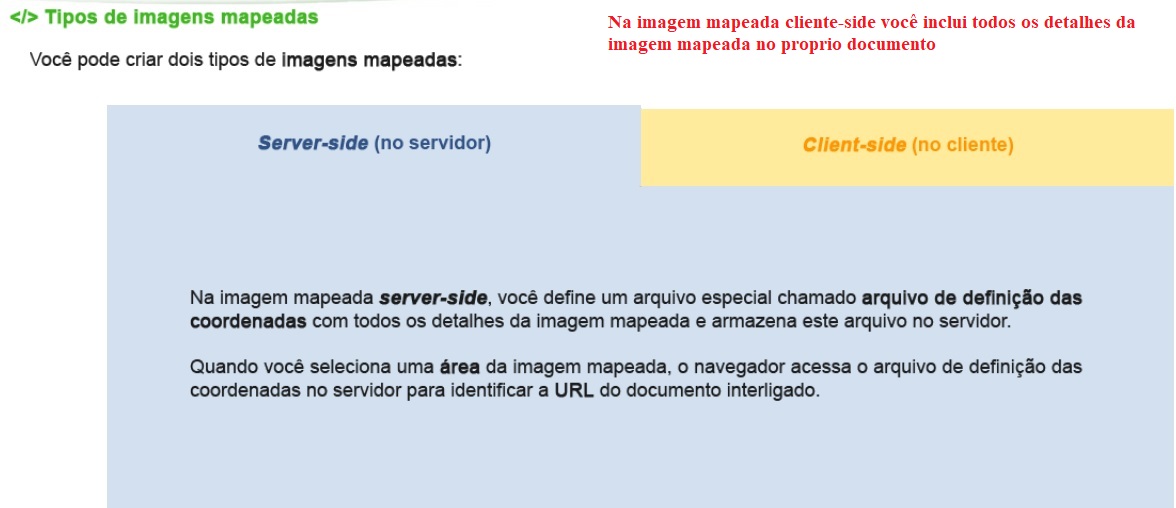 </> Tipos de imagens mapeadas
Na imagem mapeada cliente-side você inclui todos os detalhes da
imagem mapeada no proprio documento
Você pode criar dois tipos de imagens mapeadas:
Server-side (no servidor)
Client-side (no cliente)
Na imagem mapeada server-side, você define um arquivo especial chamado arquivo de definição das
coordenadas com todos os detalhes da imagem mapeada e armazena este arquivo no servidor.
Quando você seleciona uma área da imagem mapeada, o navegador acessa o arquivo de definição das
coordenadas no servidor para identificar a URL do documento interligado.